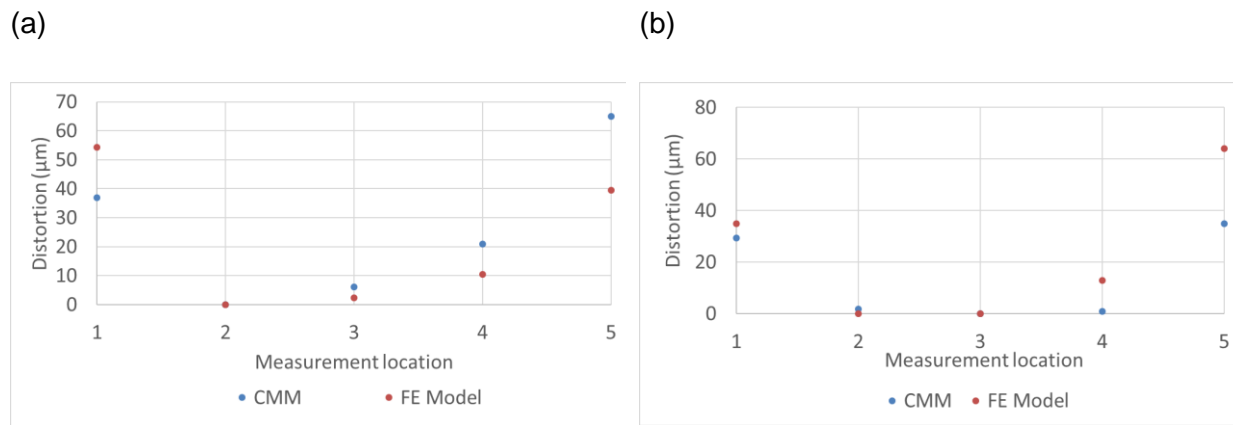 (a)
(b)
Distortion (µm)
70
60
50
40
30
20
10
0
1 2 3 4 5
Measurement location
CMM FE Model
Distortion (µm)
80
60
40
20
0
1 2 3 4 5
Measurement location
CMM FE Model